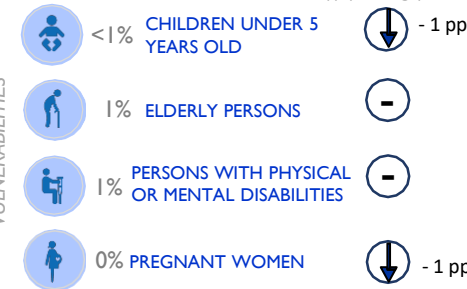 <1% CHILDREN UNDER 5
YEARS OLD
- 1 pp
1% ELDERLY PERSONS
-
1% PERSONS WITH PHYSICAL
OR MENTAL DISABILITIES
-
0% PREGNANT WOMEN
- 1 pp
VULNERABILITIES